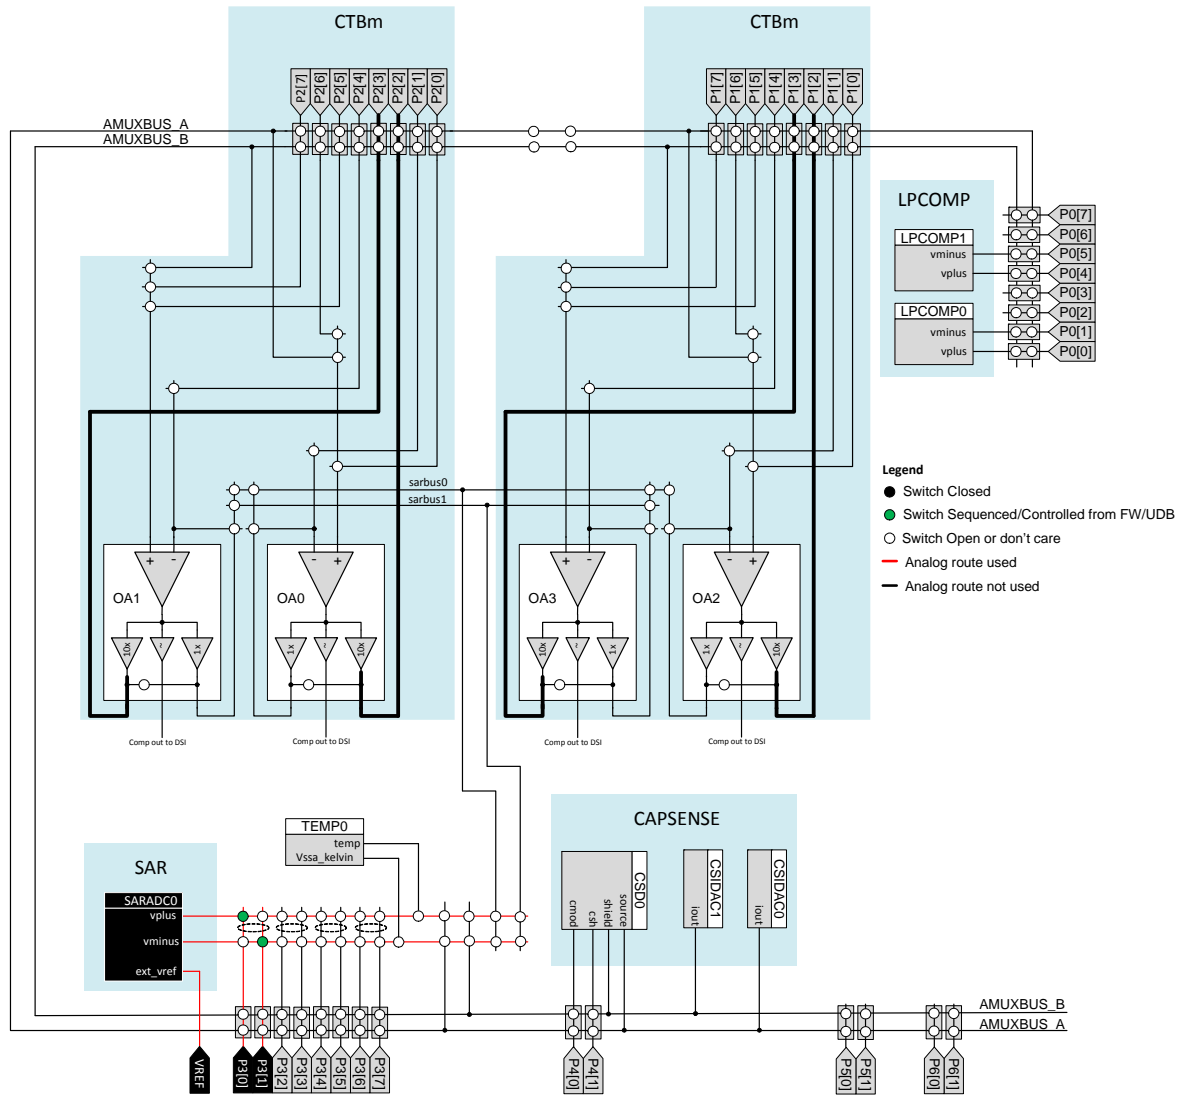 CTBm
CTBm
P2[7]
P2[6]
P2[5]
P2[4]
P2[3]
P2[2]
P2[1]
P2[0]
P1[7]
P1[6]
P1[5]
P1[4]
P1[3]
P1[2]
P1[1]
P1[0]
AMUXBUS_A
AMUXBUS_B
LPCOMP
LPCOMP1
vminus
vplus
LPCOMP0
vminus
vplus
P0[7]
P0[6]
P0[5]
P0[4]
P0[3]
P0[2]
P0[1]
P0[0]
Legend
Switch Closed
Switch Sequenced/Controlled from FW/UDB
Switch Open or don't care
Analog route used
Analog route not used
sarbus0
sarbus1
+
-
OA1
10x
~
1x
-
+
OA0
1x
~
10x
+
-
OA3
10x
~
1x
-
+
OA2
1x
~
10x
Comp out to DSI
Comp out to DSI
Comp out to DSI
Comp out to DSI
TEMP0
temp
Vssa_kelvin
SAR
SARADC0
vplus
vminus
ext_vref
CAPSENSE
CSD0
cmod
csh
shield
source
CSIDAC1
iout
CSIDAC0
iout
AMUXBUS_B
AMUXBUS_A
VREF
P3[0]
P3[1]
P3[2]
P3[3]
P3[4]
P3[5]
P3[6]
P3[7]
P4[0]
P4[1]
P5[0]
P5[1]
P6[0]
P6[1]